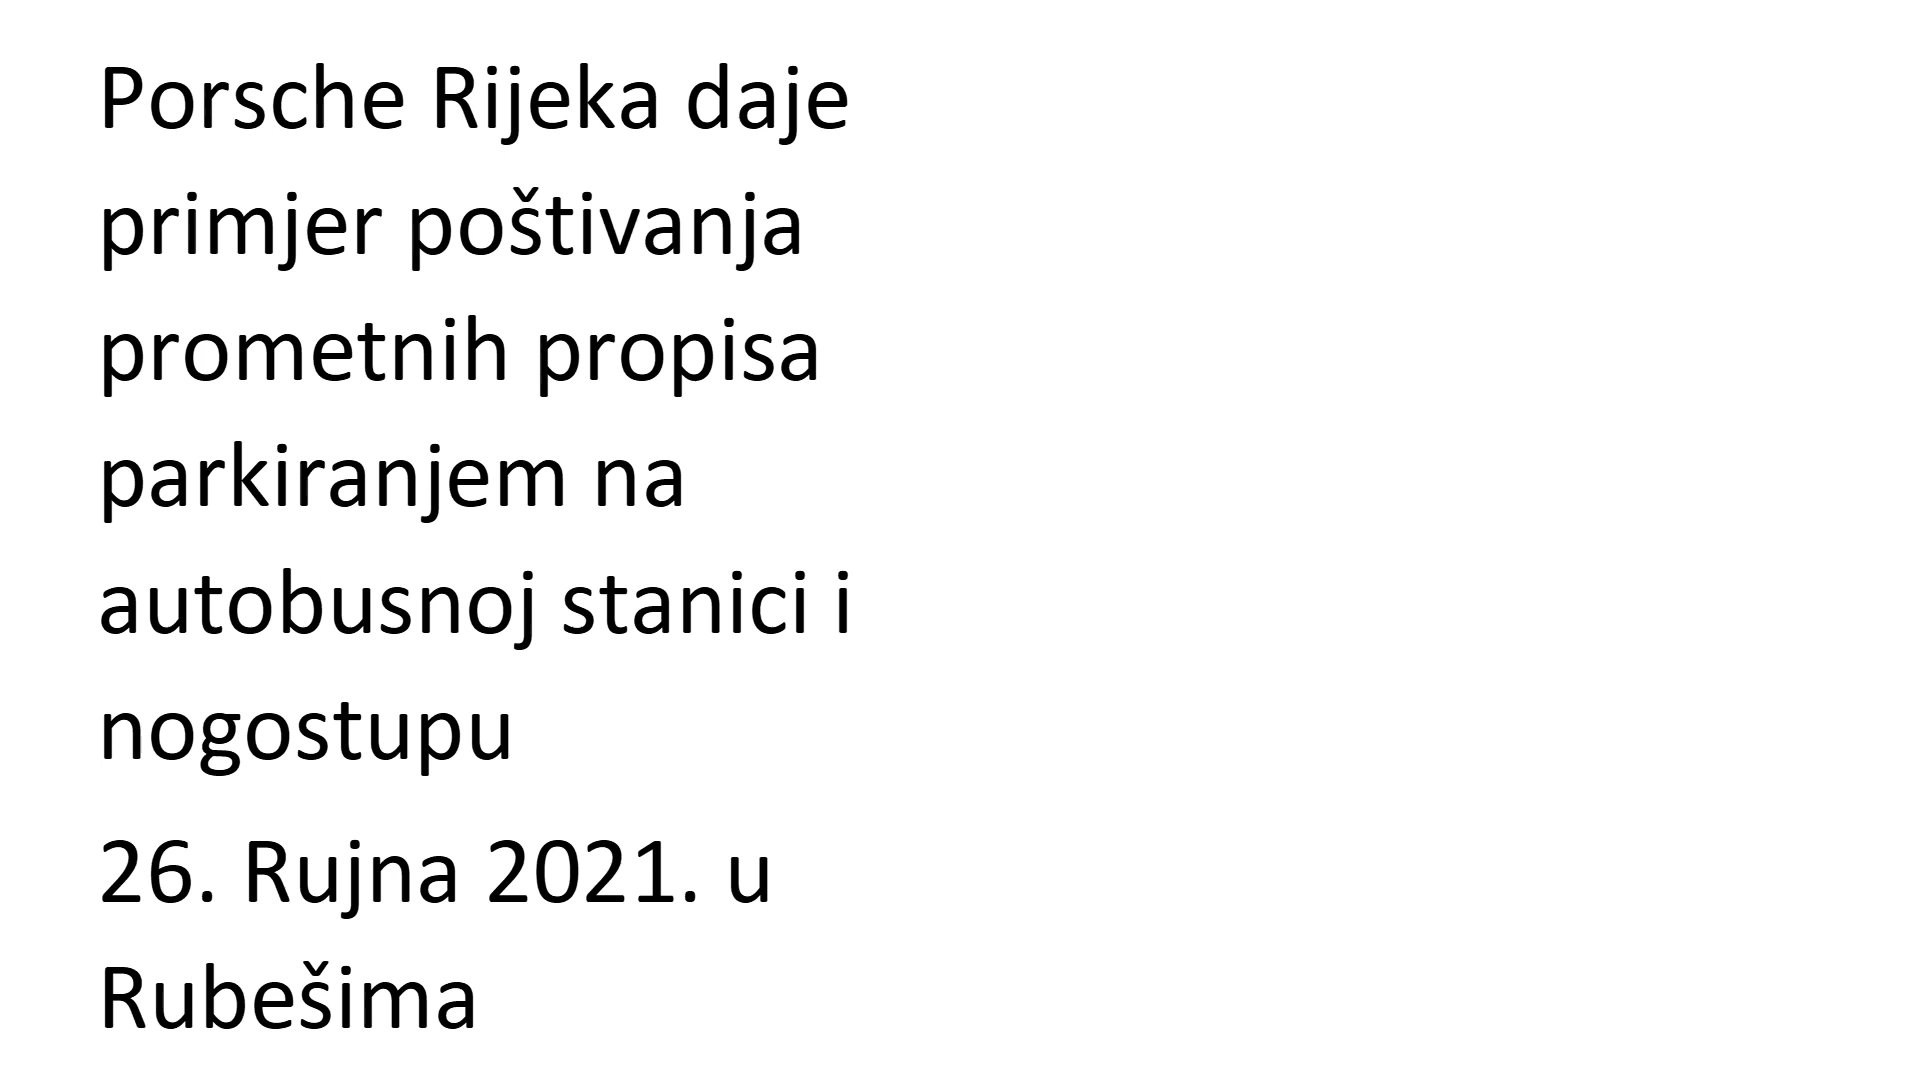 Porsche Rijeka daje
primjer poštivanja
prometnih propisa
parkiranjem na
autobusnoj stanici i
nogostupu
26. Rujna 2021. u
Rubešima